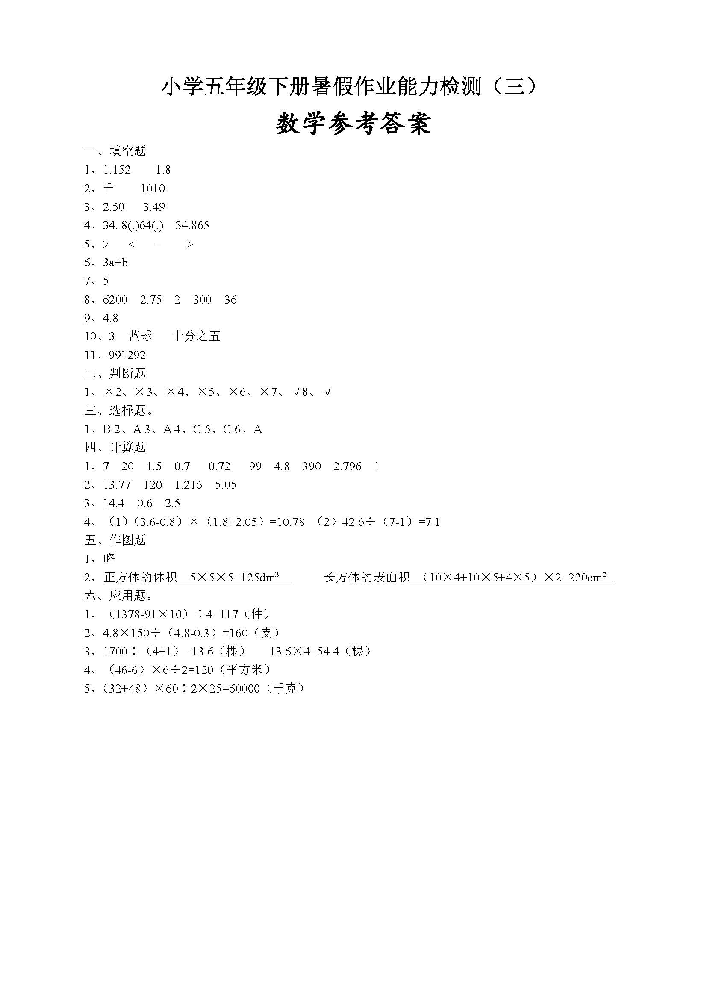 小学五年级下册暑假作业能力检测（三）
数学参考答案
一、填空题
1、1.152 1.8
2、千 1010
3、2.50 3.49
4、34. 8(.)64(.) 34.865
5、> < = >
6、3a+b
7、5
8、6200 2.75 2 300 36
9、4.8
10、3 蓝球 十分之五
11、991292
二、判断题
1、×2、×3、×4、×5、×6、×7、√8、√
三、选择题。
1、B 2、A 3、A 4、C 5、C 6、A
四、计算题
1、7 20 1.5 0.7 0.72 99 4.8 390 2.796 1
2、13.77 120 1.216 5.05
3、14.4 0.6 2.5
4、（1）（3.6-0.8）×（1.8+2.05）=10.78 （2）42.6÷（7-1）=7.1
五、作图题
1、略
2、正方体的体积 5×5×5=125dm³ 长方体的表面积 （10×4+10×5+4×5）×2=220cm²
六、应用题。
1、（1378-91×10）÷4=117（件）
2、4.8×150÷（4.8-0.3）=160（支）
3、1700÷（4+1）=13.6（棵） 13.6×4=54.4（棵）
4、（46-6）×6÷2=120（平方米）
5、（32+48）×60÷2×25=60000（千克）